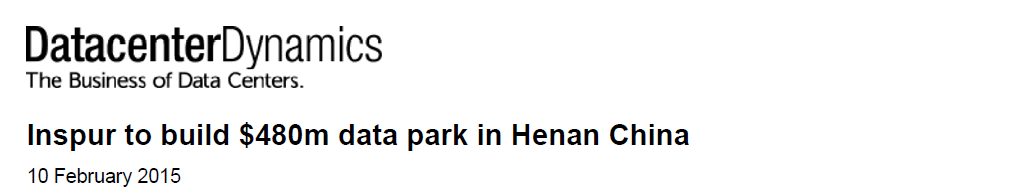 DatacenterDynamics
The Business of Data Centers.
Inspur to build $480m data park in Henan China
10 February 2015